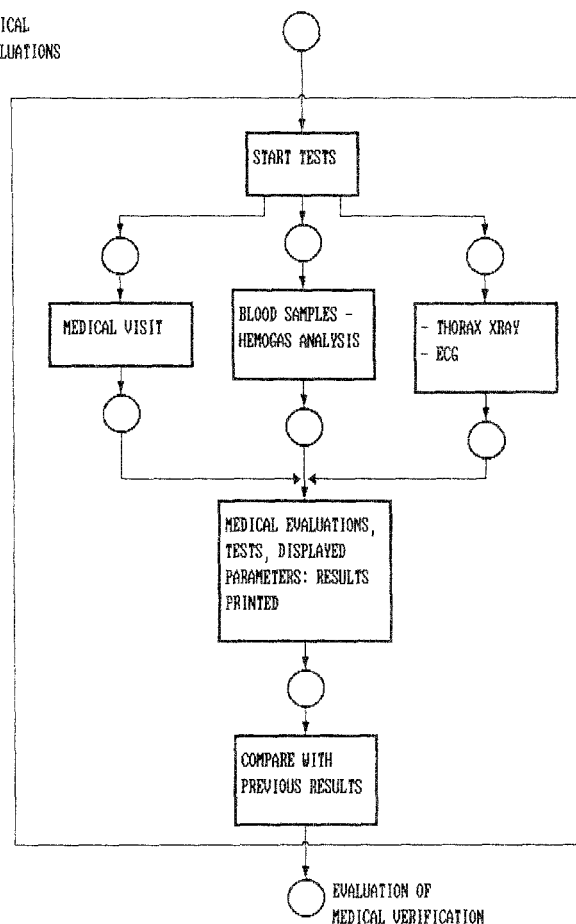 ICAL
LUATIONS
START TESTS
MEDICAL VISIT
BLOOD SAMPLES -
HEMOGAS ANALYSIS
- THORAX XRAY
- ECG
MEDICAL EVALUATIONS,
TESTS, DISPLAYED
PARAMETERS: RESULTS
PRINTED
COMPARE WITH
PREVIOUS RESULTS
EVALUATION OF
MEDICAL VERIFICATION